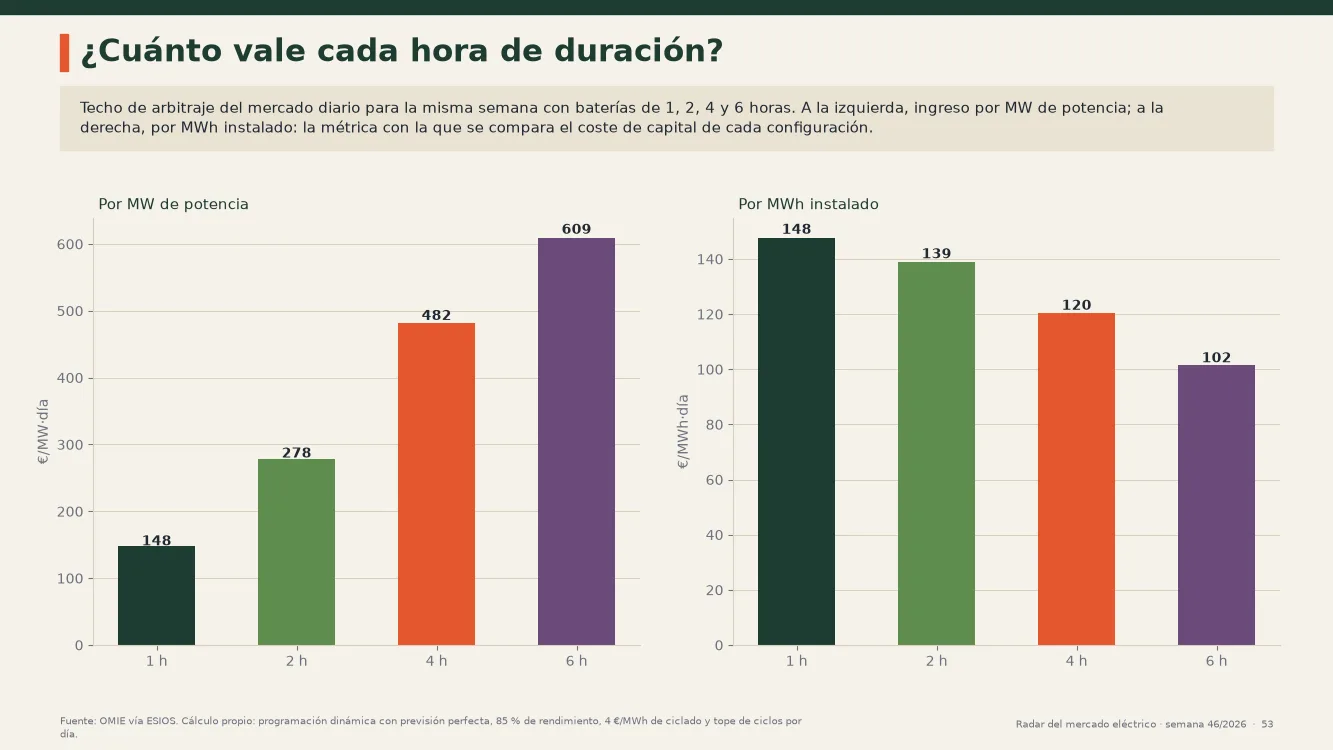 ¿Cuánto vale cada hora de duración?
Techo de arbitraje del mercado diario para la misma semana con baterías de 1, 2, 4 y 6 horas. A la izquierda, ingreso por MW de potencia; a la
derecha, por MWh instalado: la métrica con la que se compara el coste de capital de cada configuración.
Por MW de potencia
€/MW·día
600
500
400
300
200
100
0
148
278
482
609
1 h
2 h
4 h
6 h
Por MWh instalado
€/MWh·día
140
120
100
80
60
40
20
0
148
139
120
102
1 h
2 h
4 h
6 h
Fuente: OMIE vía ESIOS. Cálculo propio: programación dinámica con previsión perfecta, 85 % de rendimiento, 4 €/MWh de ciclado y tope de ciclos por
día.
Radar del mercado eléctrico · semana 46/2026 · 53